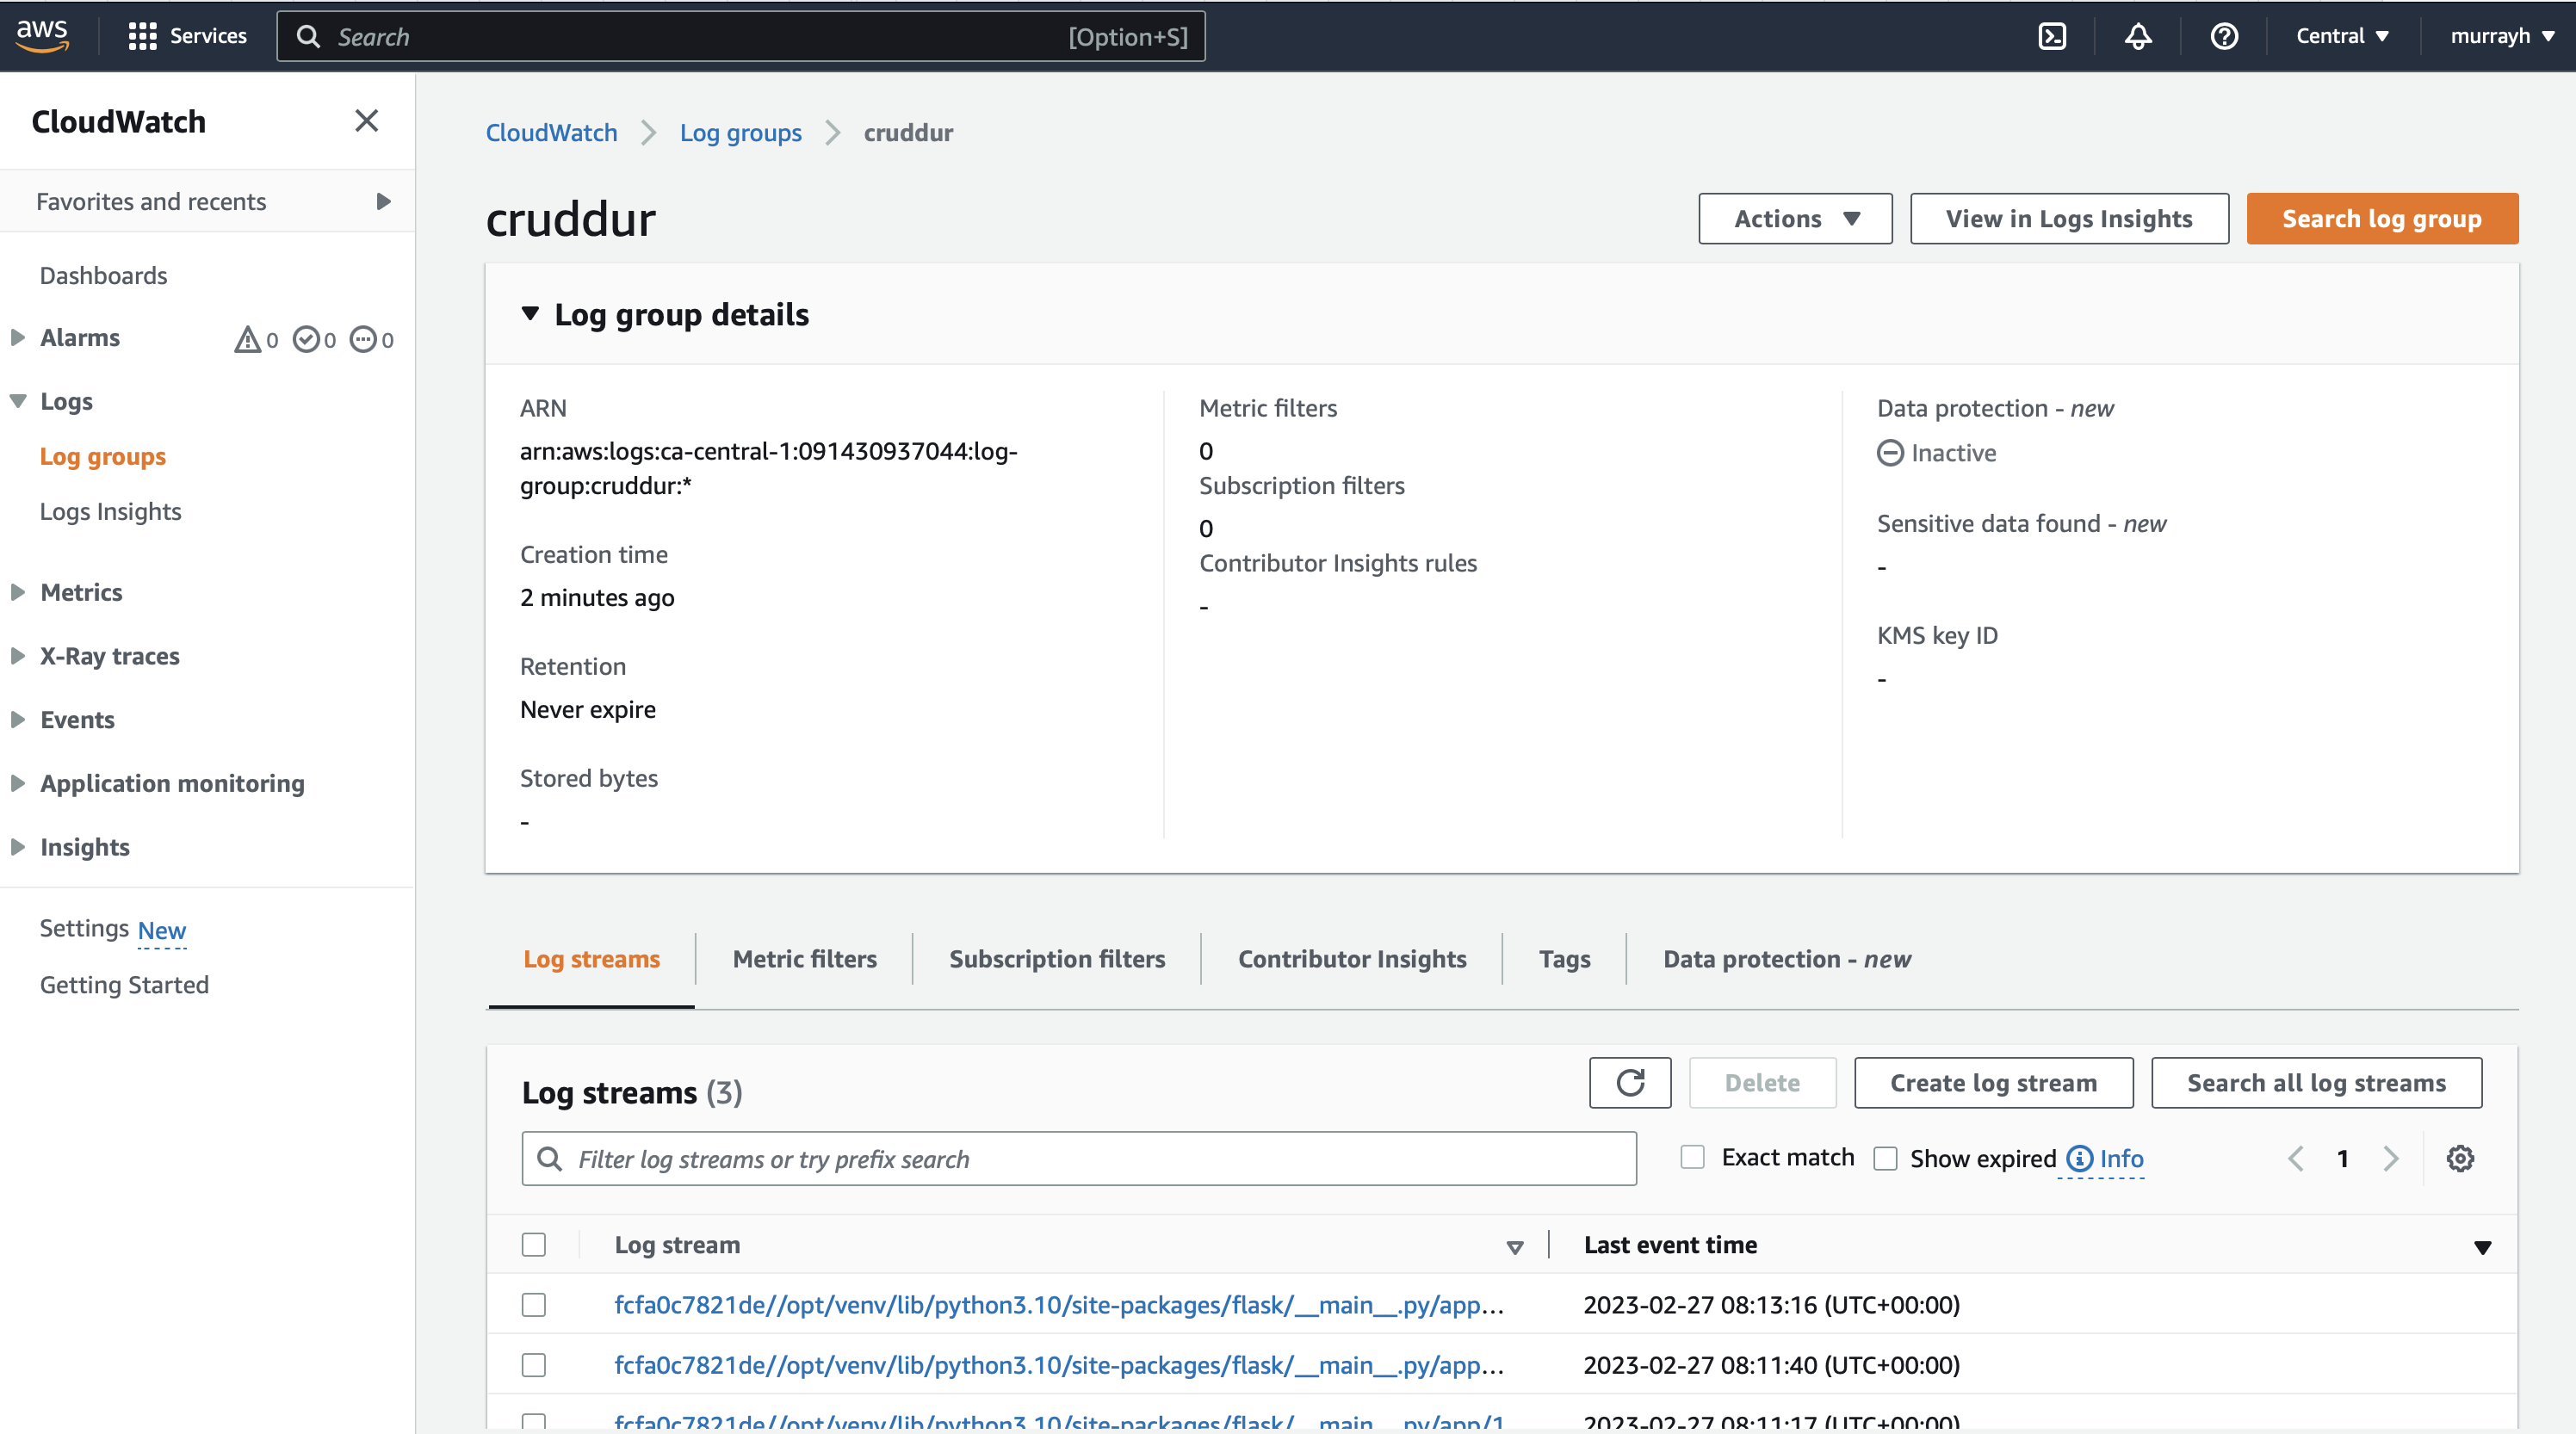 aws
Services
Search
[Option+S]
Central
murrayh
CloudWatch
Favorites and recents
Dashboards
Alarms 0 0 0
Logs
Log groups
Logs Insights
Metrics
X-Ray traces
Events
Application monitoring
Insights
Settings New
Getting Started
CloudWatch
Log groups
cruddur
cruddur
Actions
View in Logs Insights
Search log group
Log group details
ARN
arn:aws:logs:ca-central-1:091430937044:log-
group:cruddur:*
Creation time
2 minutes ago
Retention
Never expire
Stored bytes
-
Metric filters
0
Subscription filters
0
Contributor Insights rules
-
Data protection - new
Inactive
Sensitive data found - new
-
KMS key ID
-
Log streams
Metric filters
Subscription filters
Contributor Insights
Tags
Data protection - new
Log streams (3)
Delete
Create log stream
Search all log streams
Filter log streams or try prefix search
Exact match
Show expired
Info
1
Log stream
Last event time
fcfa0c7821de//opt/venv/lib/python3.10/site-packages/flask/__main__.py/app...
2023-02-27 08:13:16 (UTC+00:00)
fcfa0c7821de//opt/venv/lib/python3.10/site-packages/flask/__main__.py/app...
2023-02-27 08:11:40 (UTC+00:00)
fcfa0c7821de//opt/venv/lib/python3.10/site-packages/flask/__main__.py/app/1
2023-02-27 08:11:17 (UTC+00:00)